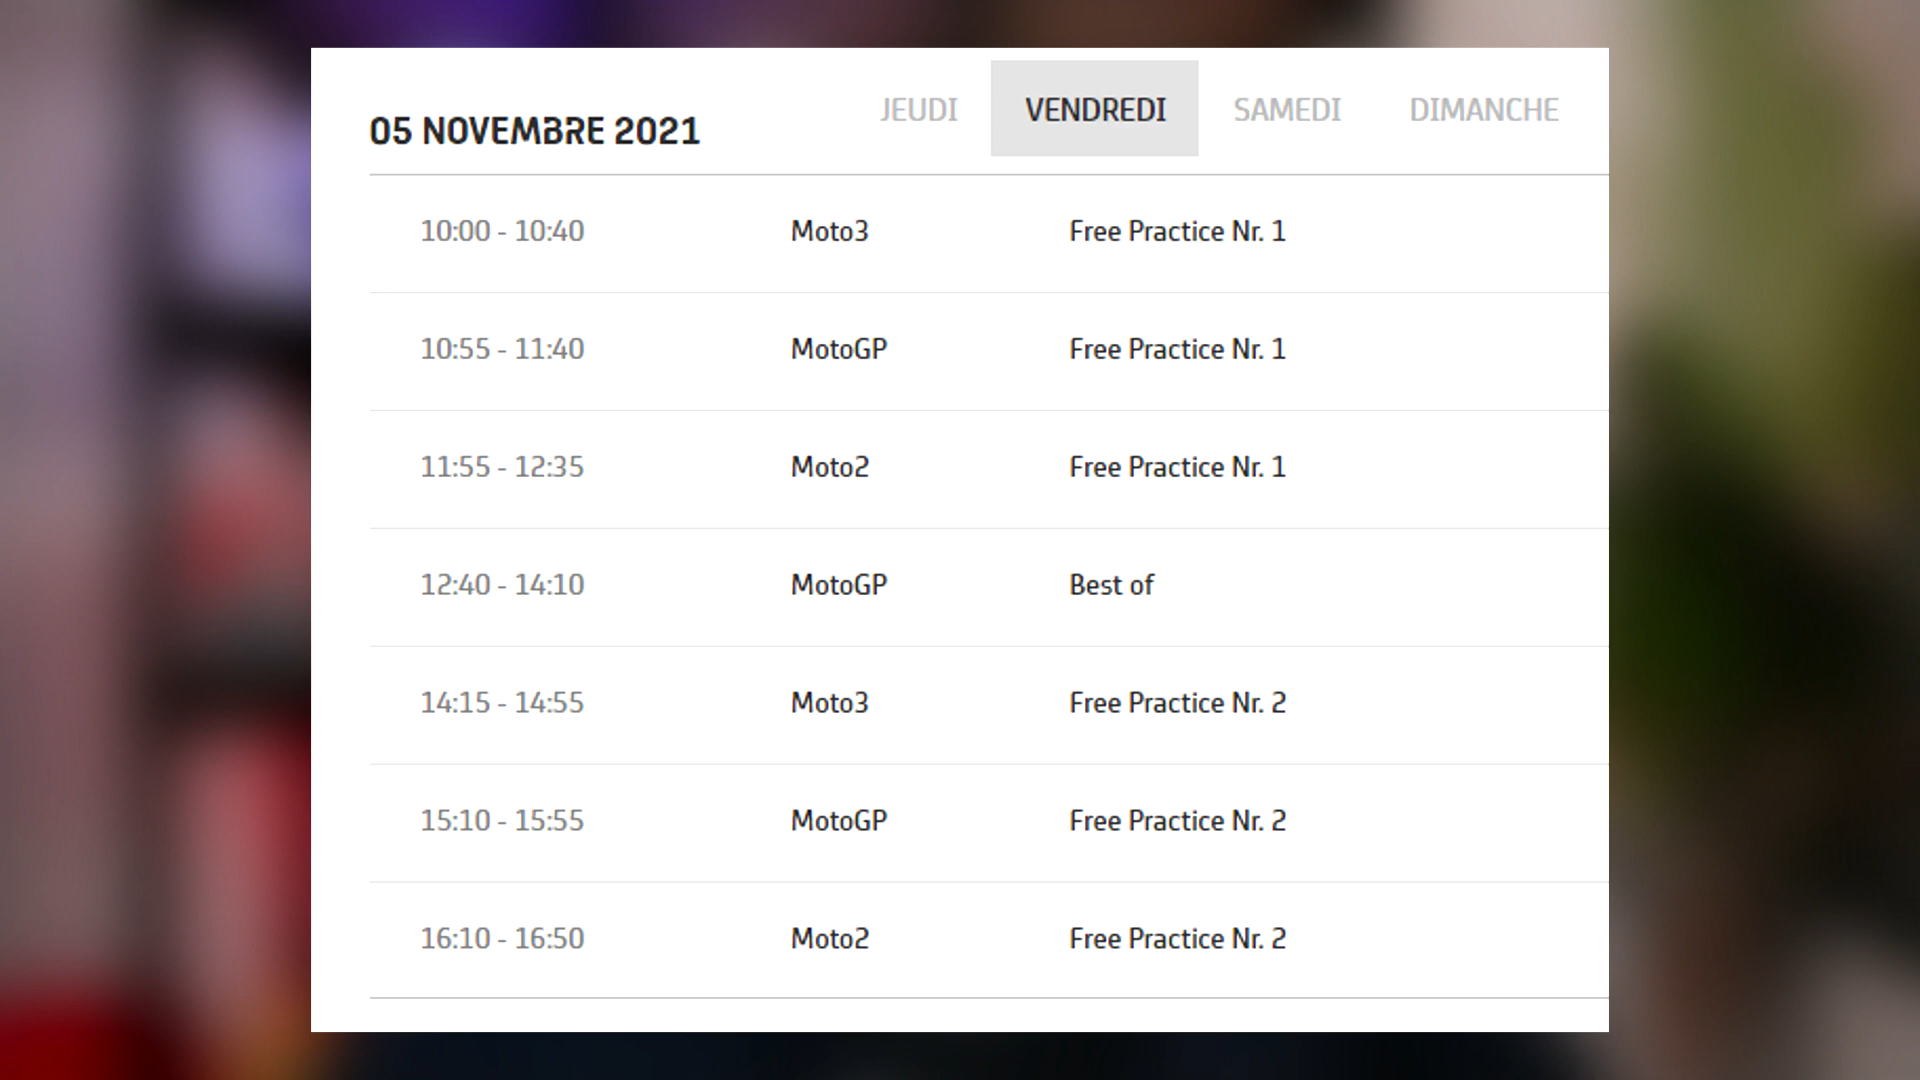 05 NOVEMBRE 2021
JEUDI VENDREDI SAMEDI DIMANCHE
10:00 - 10:40 Moto3 Free Practice Nr. 1
10:55 - 11:40 MotoGP Free Practice Nr. 1
11:55 - 12:35 Moto2 Free Practice Nr. 1
12:40 - 14:10 MotoGP Best of
14:15 - 14:55 Moto3 Free Practice Nr. 2
15:10 - 15:55 MotoGP Free Practice Nr. 2
16:10 - 16:50 Moto2 Free Practice Nr. 2